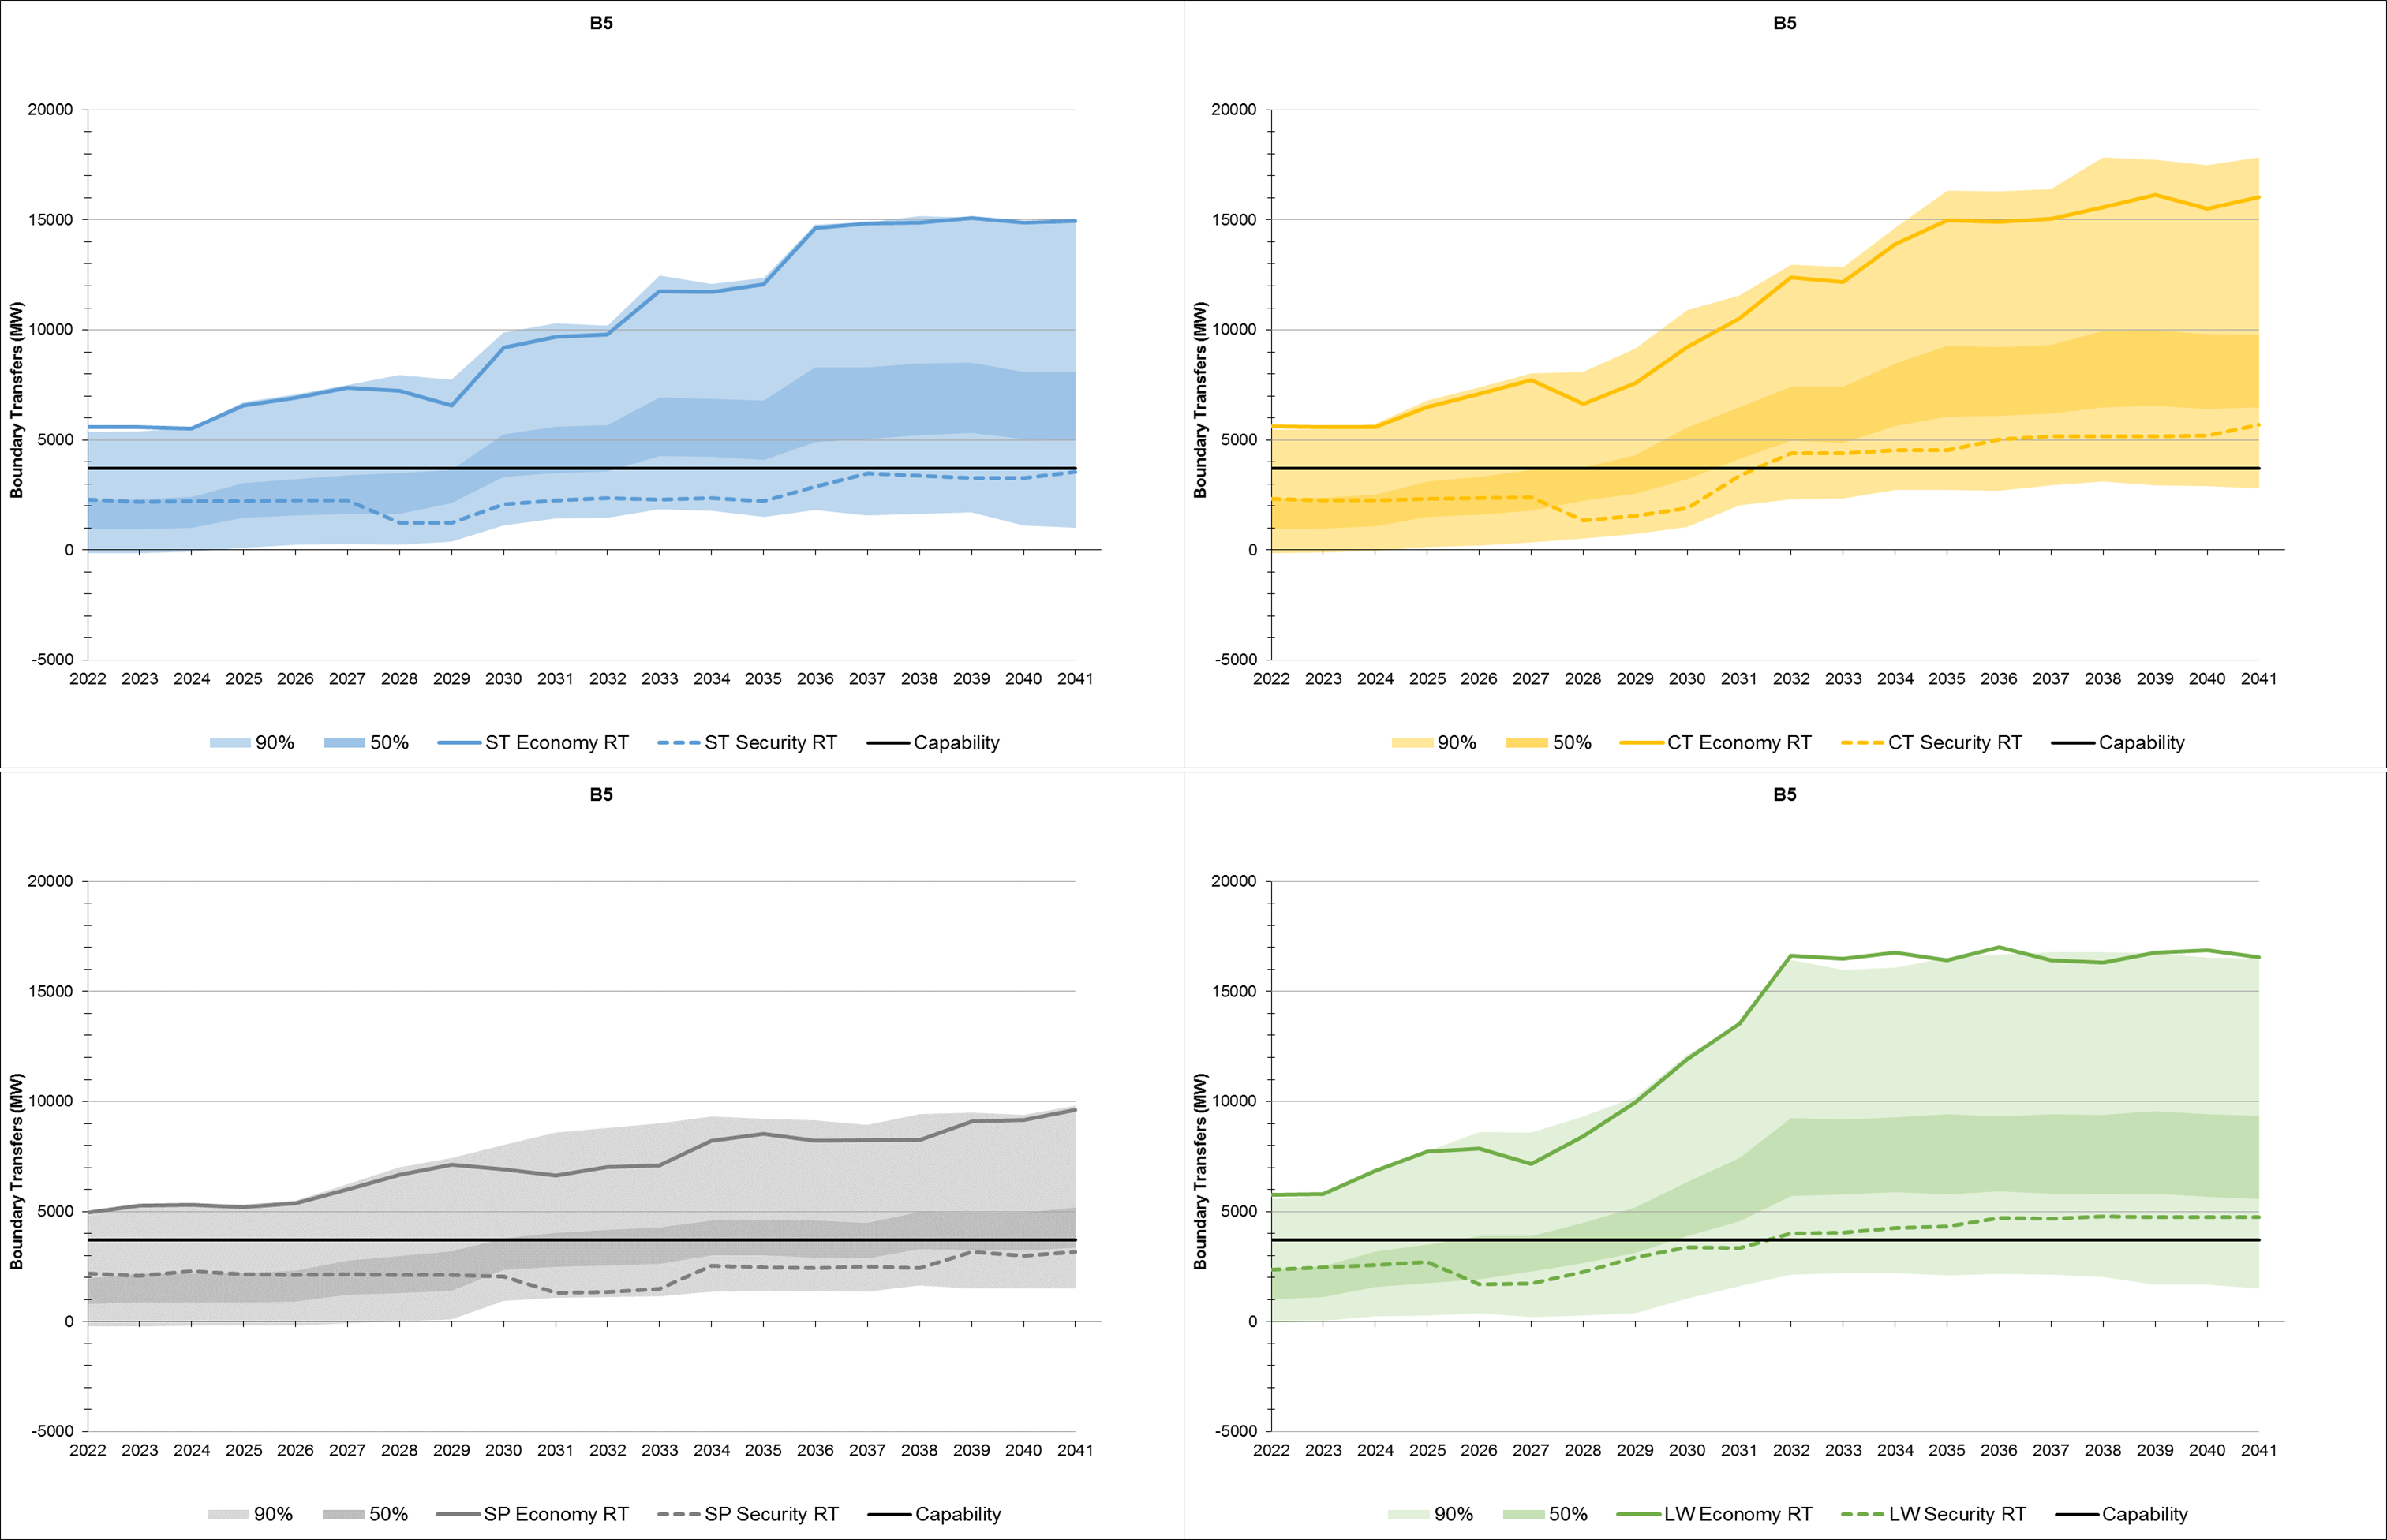 B5
20000
15000
10000
5000
0
-5000
Boundary Transfers (MW)
2022 2023 2024 2025 2026 2027 2028 2029 2030 2031 2032 2033 2034 2035 2036 2037 2038 2039 2040 2041
90% 50% ST Economy RT ST Security RT Capability
B5
20000
15000
10000
5000
0
-5000
Boundary Transfers (MW)
2022 2023 2024 2025 2026 2027 2028 2029 2030 2031 2032 2033 2034 2035 2036 2037 2038 2039 2040 2041
90% 50% CT Economy RT CT Security RT Capability
B5
20000
15000
10000
5000
0
-5000
Boundary Transfers (MW)
2022 2023 2024 2025 2026 2027 2028 2029 2030 2031 2032 2033 2034 2035 2036 2037 2038 2039 2040 2041
90% 50% SP Economy RT SP Security RT Capability
B5
20000
15000
10000
5000
0
-5000
Boundary Transfers (MW)
2022 2023 2024 2025 2026 2027 2028 2029 2030 2031 2032 2033 2034 2035 2036 2037 2038 2039 2040 2041
90% 50% LW Economy RT LW Security RT Capability